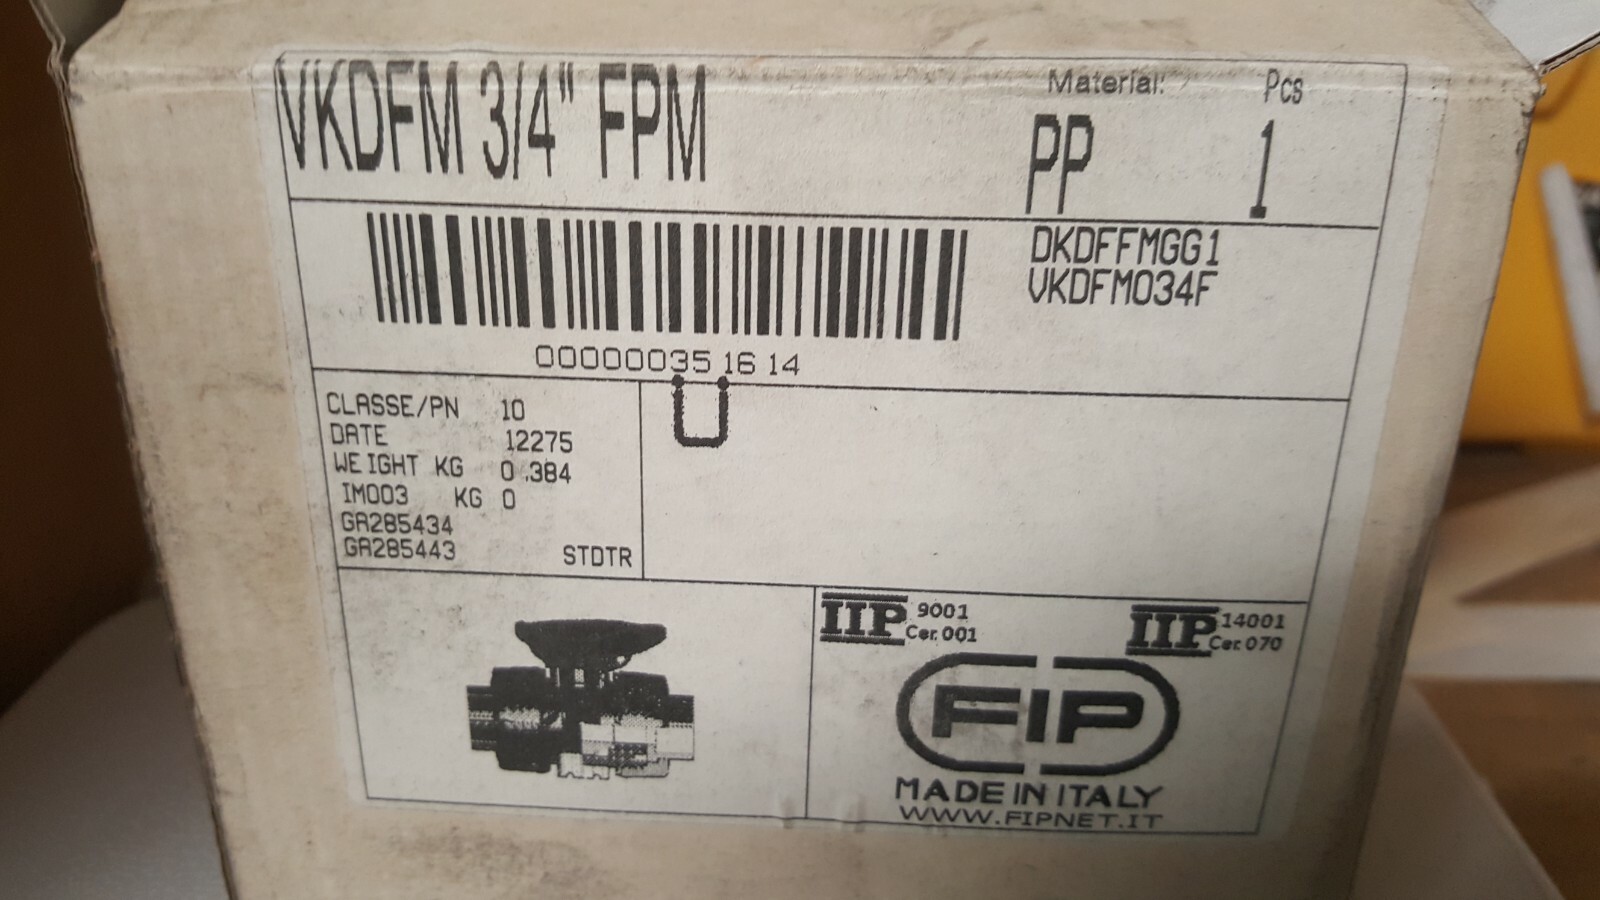 VKDFM 3/4" FPM
Material: Pcs
PP 1
DKDFFMGG1
VKDFM034F
0000003516 14
CLASSE/PN 10
DATE 12275
WEIGHT KG 0.384
IM003 KG 0
GA285434
GA285443 STDTR
IIP 9001
Cer. 001
IIP 14001
Cer. 070
FIP
MADE IN ITALY
WWW.FIPNET.IT